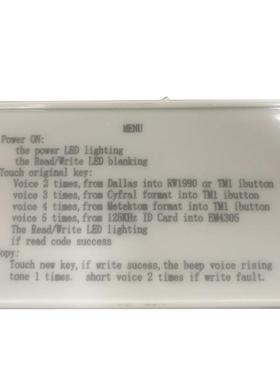 MENU
Power ON:
the power LED lighting
the Read/Write LED blanking
Touch original key:
Voice 2 times,from Dallas into RW1990 or TM1 ibutton
voice 3 times,from Cyfral format into TM1 ibutton
voice 4 times,from Metektom format into TM1 ibutton
voice 5 times,from 125KHz ID Card into EM4305
The Read/Write LED lighting
if read code success
Copy:
Touch new key,if write sucess,the beep voice rising
tone 1 times. short voice 2 times if write fault.